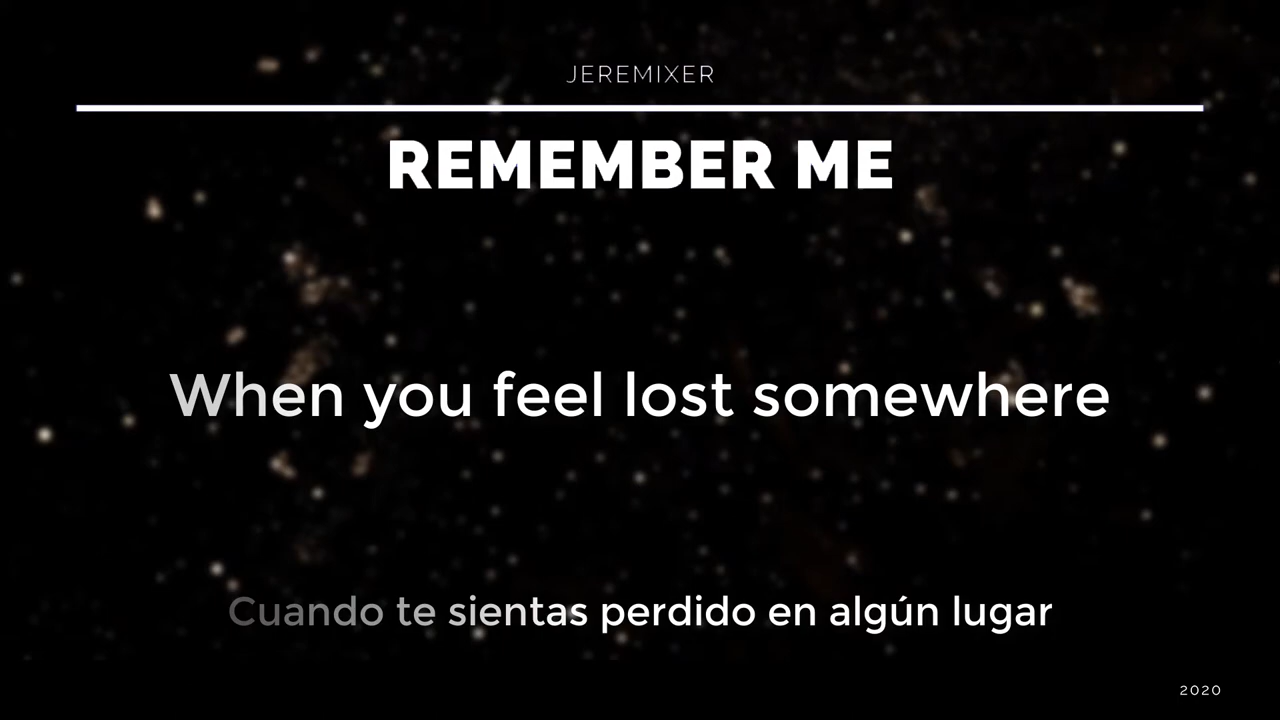 JEREMIXER
REMEMBER ME
When you feel lost somewhere
Cuando te sientas perdido en algún lugar
2020